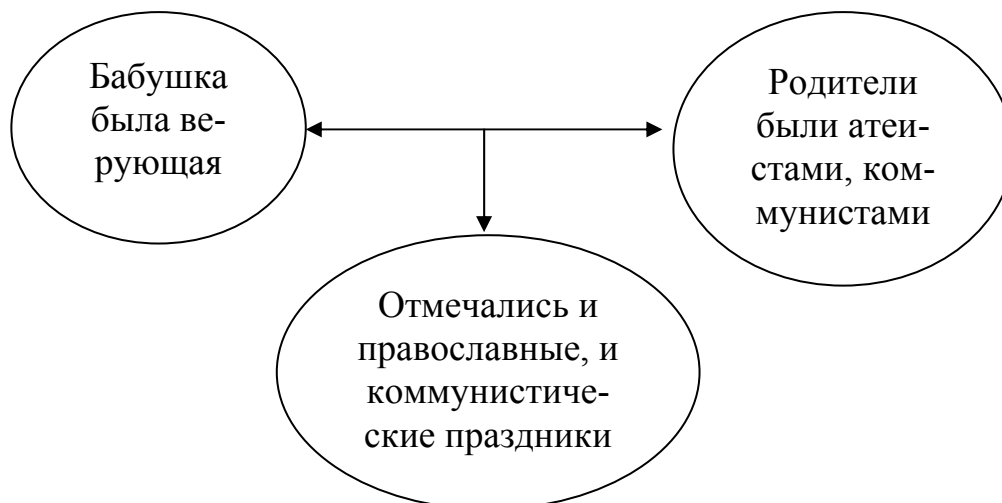 Бабушка
была ве-
рующая
Родители
были атеи-
стами, ком-
мунистами
Отмечались и
православные, и
коммунистиче-
ские праздники